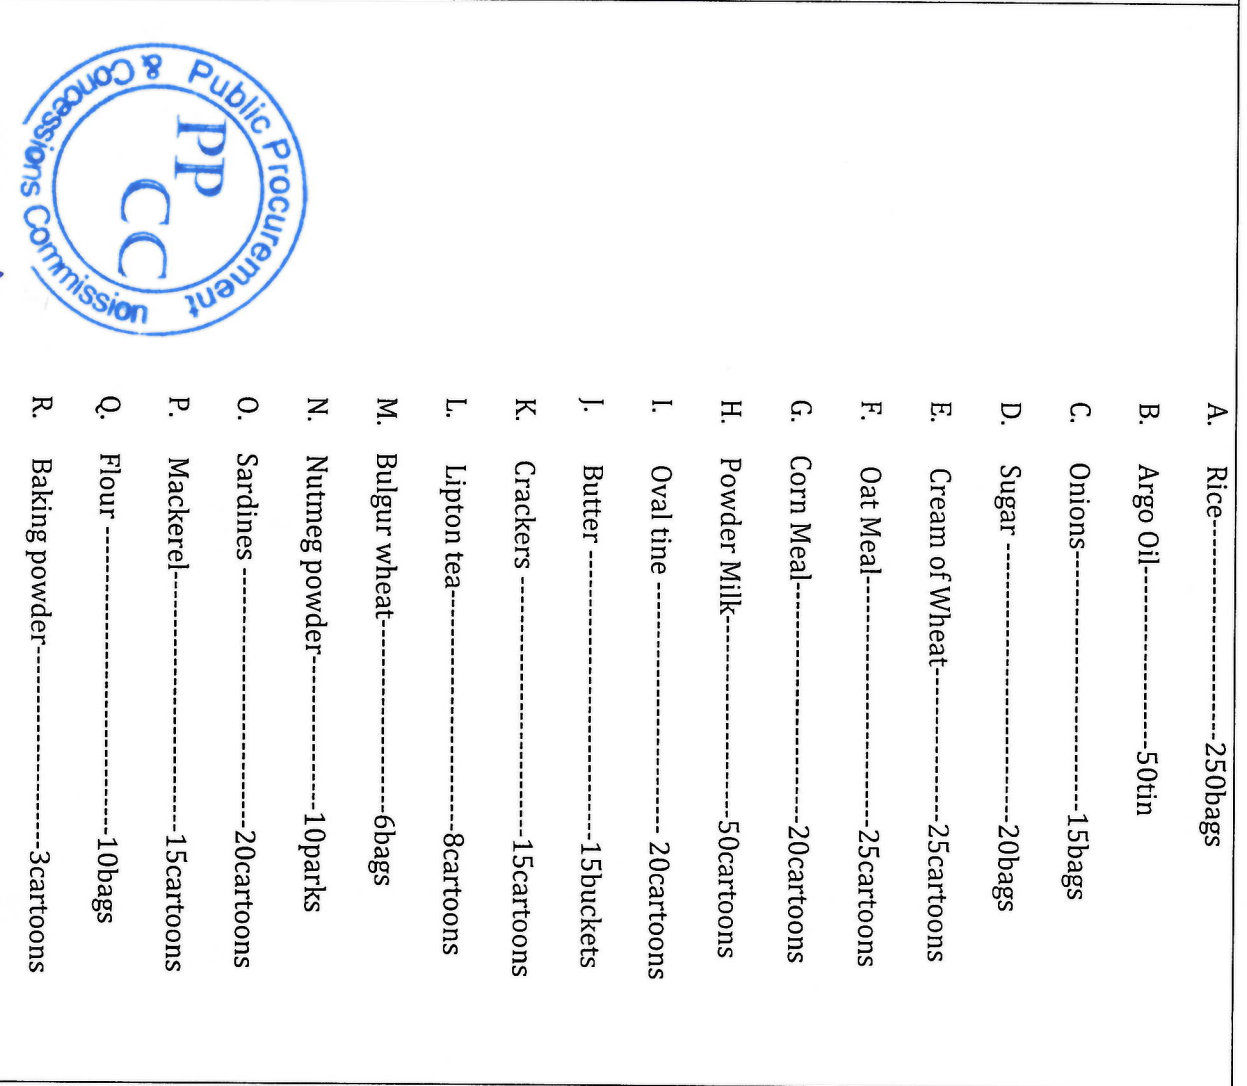 A. Rice--------------------------250bags
B. Argo Oil---------------------50tin
C. Onions-------------------------------15bags
D. Sugar ---------------------------------20bags
E. Cream of Wheat-----------------25cartoons
F. Oat Meal-----------------------------25cartoons
G. Corn Meal---------------------------20cartoons
H. Powder Milk----------------------50cartoons
I. Oval tine ----------------------------- 20cartoons
J. Butter ---------------------------------15buckets
K. Crackers ------------------------------15cartoons
L. Lipton tea----------------------------8cartoons
M. Bulgur wheat----------------------6bags
N. Nutmeg powder-----------------10parks
O. Sardines ------------------------------20cartoons
P. Mackerel------------------------------15cartoons
Q. Flour ------------------------------------10bags
R. Baking powder-----------------------3cartoons
Public Procurement
& Concessions Commission
PP
CC